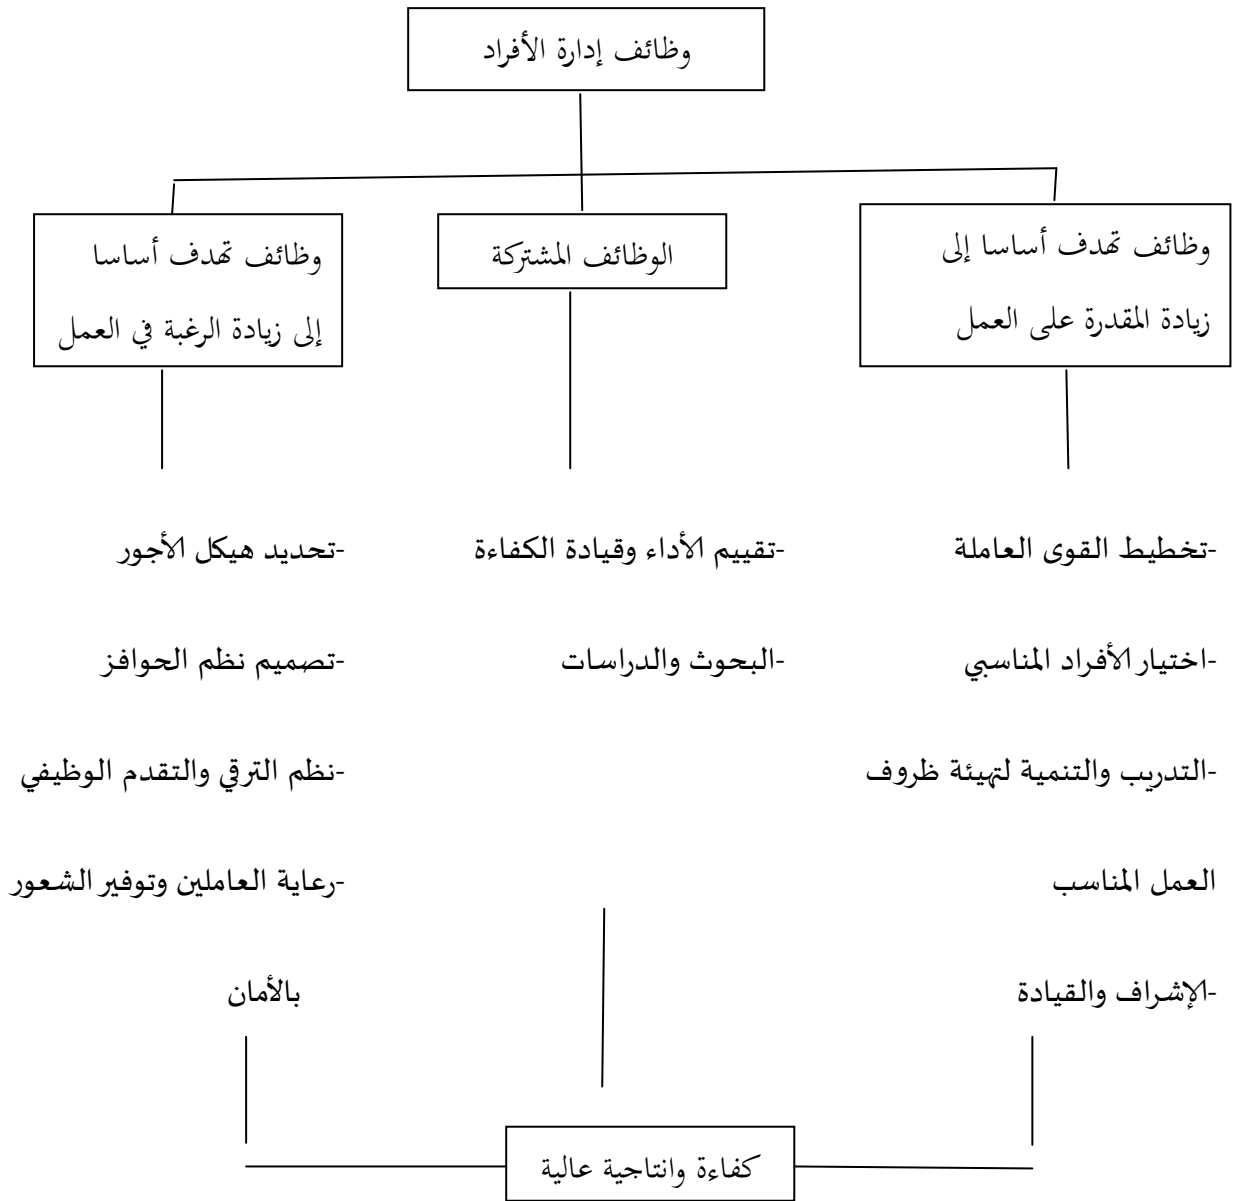 وظائف إدارة الأفراد
وظائف تهدف أساسا إلى
زيادة المقدرة على العمل
الوظائف المشتركة
وظائف تهدف أساسا
إلى زيادة الرغبة في العمل
-تخطيط القوى العاملة
-اختيار الأفراد المناسبي
-التدريب والتنمية لتهيئة ظروف
العمل المناسب
-الإشراف والقيادة
-تقييم الأداء وقيادة الكفاءة
-البحوث والدراسات
-تحديد هيكل الأجور
-تصميم نظم الحوافز
-نظم الترقي والتقدم الوظيفي
-رعاية العاملين وتوفير الشعور
بالأمان
كفاءة وانتاجية عالية